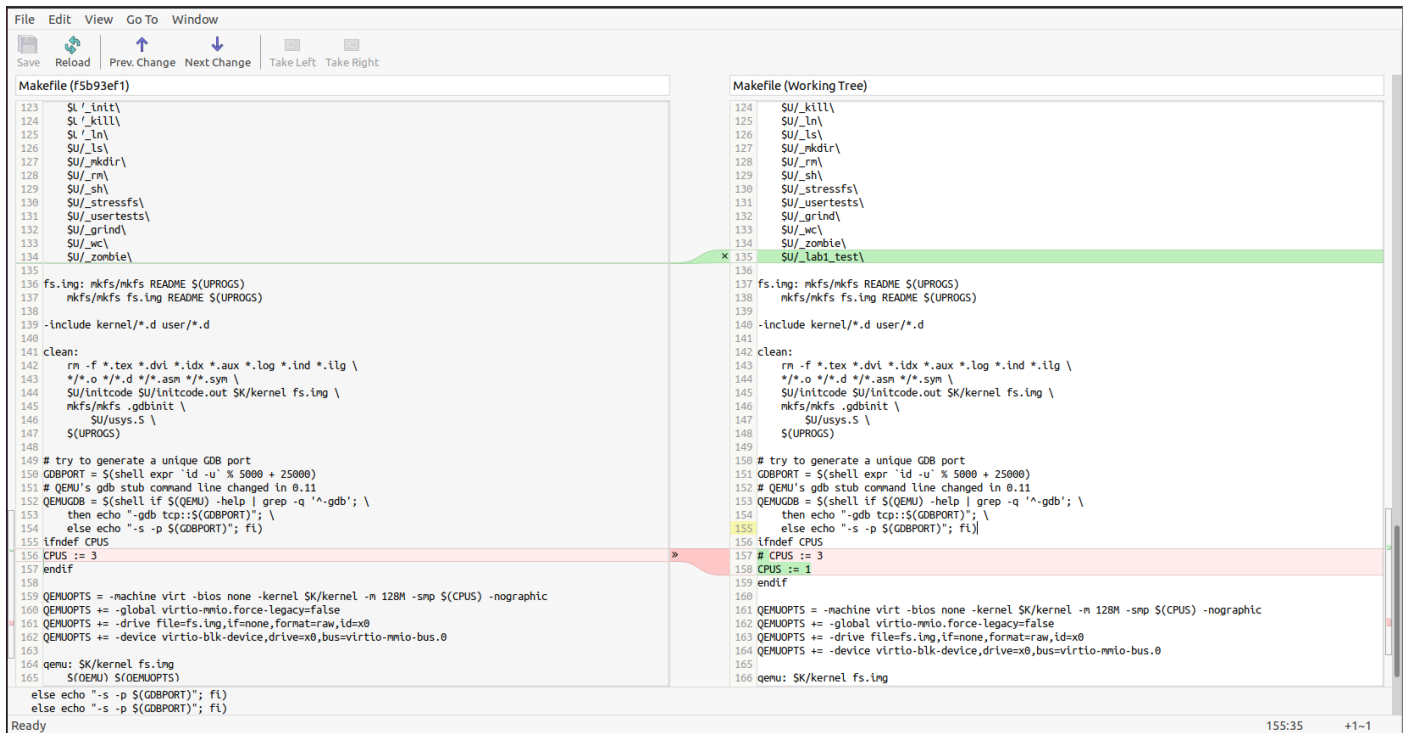 File Edit View Go To Window
Save Reload Prev. Change Next Change Take Left Take Right
Makefile (f5b93ef1)
123 $U/_init\
124 $U/_kill\
125 $U/_ln\
126 $U/_ls\
127 $U/_mkdir\
128 $U/_rm\
129 $U/_sh\
130 $U/_stressfs\
131 $U/_usertests\
132 $U/_grind\
133 $U/_wc\
134 $U/_zombie\
135
136 fs.img: mkfs/mkfs README $(UPROGS)
137 mkfs/mkfs fs.img README $(UPROGS)
138
139 -include kernel/*.d user/*.d
140
141 clean:
142 rm -f *.tex *.dvi *.idx *.aux *.log *.ind *.ilg \
143 */*.o */*.d */*.asm */*.sym \
144 $U/initcode $U/initcode.out $K/kernel fs.img \
145 mkfs/mkfs .gdbinit \
146 $U/usys.S \
147 $(UPROGS)
148
149 # try to generate a unique GDB port
150 GDBPORT = $(shell expr `id -u` % 5000 + 25000)
151 # QEMU's gdb stub command line changed in 0.11
152 QEMUGDB = $(shell if $(QEMU) -help | grep -q '^-gdb'; \
153 then echo "-gdb tcp::$(GDBPORT)"; \
154 else echo "-s -p $(GDBPORT)"; fi)
155 ifndef CPUS
156 CPUS := 3 »
157 endif
158
159 QEMUOPTS = -machine virt -bios none -kernel $K/kernel -m 128M -smp $(CPUS) -nographic
160 QEMUOPTS += -global virtio-mmio.force-legacy=false
161 QEMUOPTS += -drive file=fs.img,if=none,format=raw,id=x0
162 QEMUOPTS += -device virtio-blk-device,drive=x0,bus=virtio-mmio-bus.0
163
164 qemu: $K/kernel fs.img
165 $(QEMU) $(QEMUOPTS)
Makefile (Working Tree)
124 $U/_kill\
125 $U/_ln\
126 $U/_ls\
127 $U/_mkdir\
128 $U/_rm\
129 $U/_sh\
130 $U/_stressfs\
131 $U/_usertests\
132 $U/_grind\
133 $U/_wc\
134 $U/_zombie\
× 135 $U/_lab1_test\
136
137 fs.img: mkfs/mkfs README $(UPROGS)
138 mkfs/mkfs fs.img README $(UPROGS)
139
140 -include kernel/*.d user/*.d
141
142 clean:
143 rm -f *.tex *.dvi *.idx *.aux *.log *.ind *.ilg \
144 */*.o */*.d */*.asm */*.sym \
145 $U/initcode $U/initcode.out $K/kernel fs.img \
146 mkfs/mkfs .gdbinit \
147 $U/usys.S \
148 $(UPROGS)
149
150 # try to generate a unique GDB port
151 GDBPORT = $(shell expr `id -u` % 5000 + 25000)
152 # QEMU's gdb stub command line changed in 0.11
153 QEMUGDB = $(shell if $(QEMU) -help | grep -q '^-gdb'; \
154 then echo "-gdb tcp::$(GDBPORT)"; \
155 else echo "-s -p $(GDBPORT)"; fi)
156 ifndef CPUS
157 # CPUS := 3
158 CPUS := 1
159 endif
160
161 QEMUOPTS = -machine virt -bios none -kernel $K/kernel -m 128M -smp $(CPUS) -nographic
162 QEMUOPTS += -global virtio-mmio.force-legacy=false
163 QEMUOPTS += -drive file=fs.img,if=none,format=raw,id=x0
164 QEMUOPTS += -device virtio-blk-device,drive=x0,bus=virtio-mmio-bus.0
165
166 qemu: $K/kernel fs.img
else echo "-s -p $(GDBPORT)"; fi)
else echo "-s -p $(GDBPORT)"; fi)
Ready 155:35 +1~1